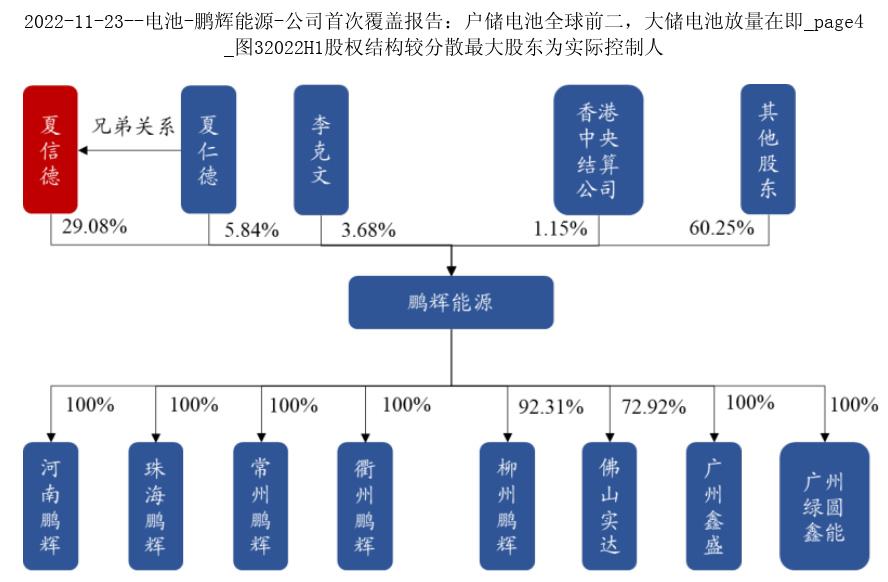 2022-11-23--电池-鹏辉能源-公司首次覆盖报告：户储电池全球前二，大储电池放量在即_page4
_图32022H1股权结构较分散最大股东为实际控制人
夏信德
兄弟关系
夏仁德
李克文
香港
中央
结算
公司
其他股东
29.08%
5.84%
3.68%
1.15%
60.25%
鹏辉能源
100%
100%
100%
100%
92.31%
72.92%
100%
100%
河南鹏辉
珠海鹏辉
常州鹏辉
衢州鹏辉
柳州鹏辉
佛山实达
广州鑫盛
广州
绿圆
鑫能